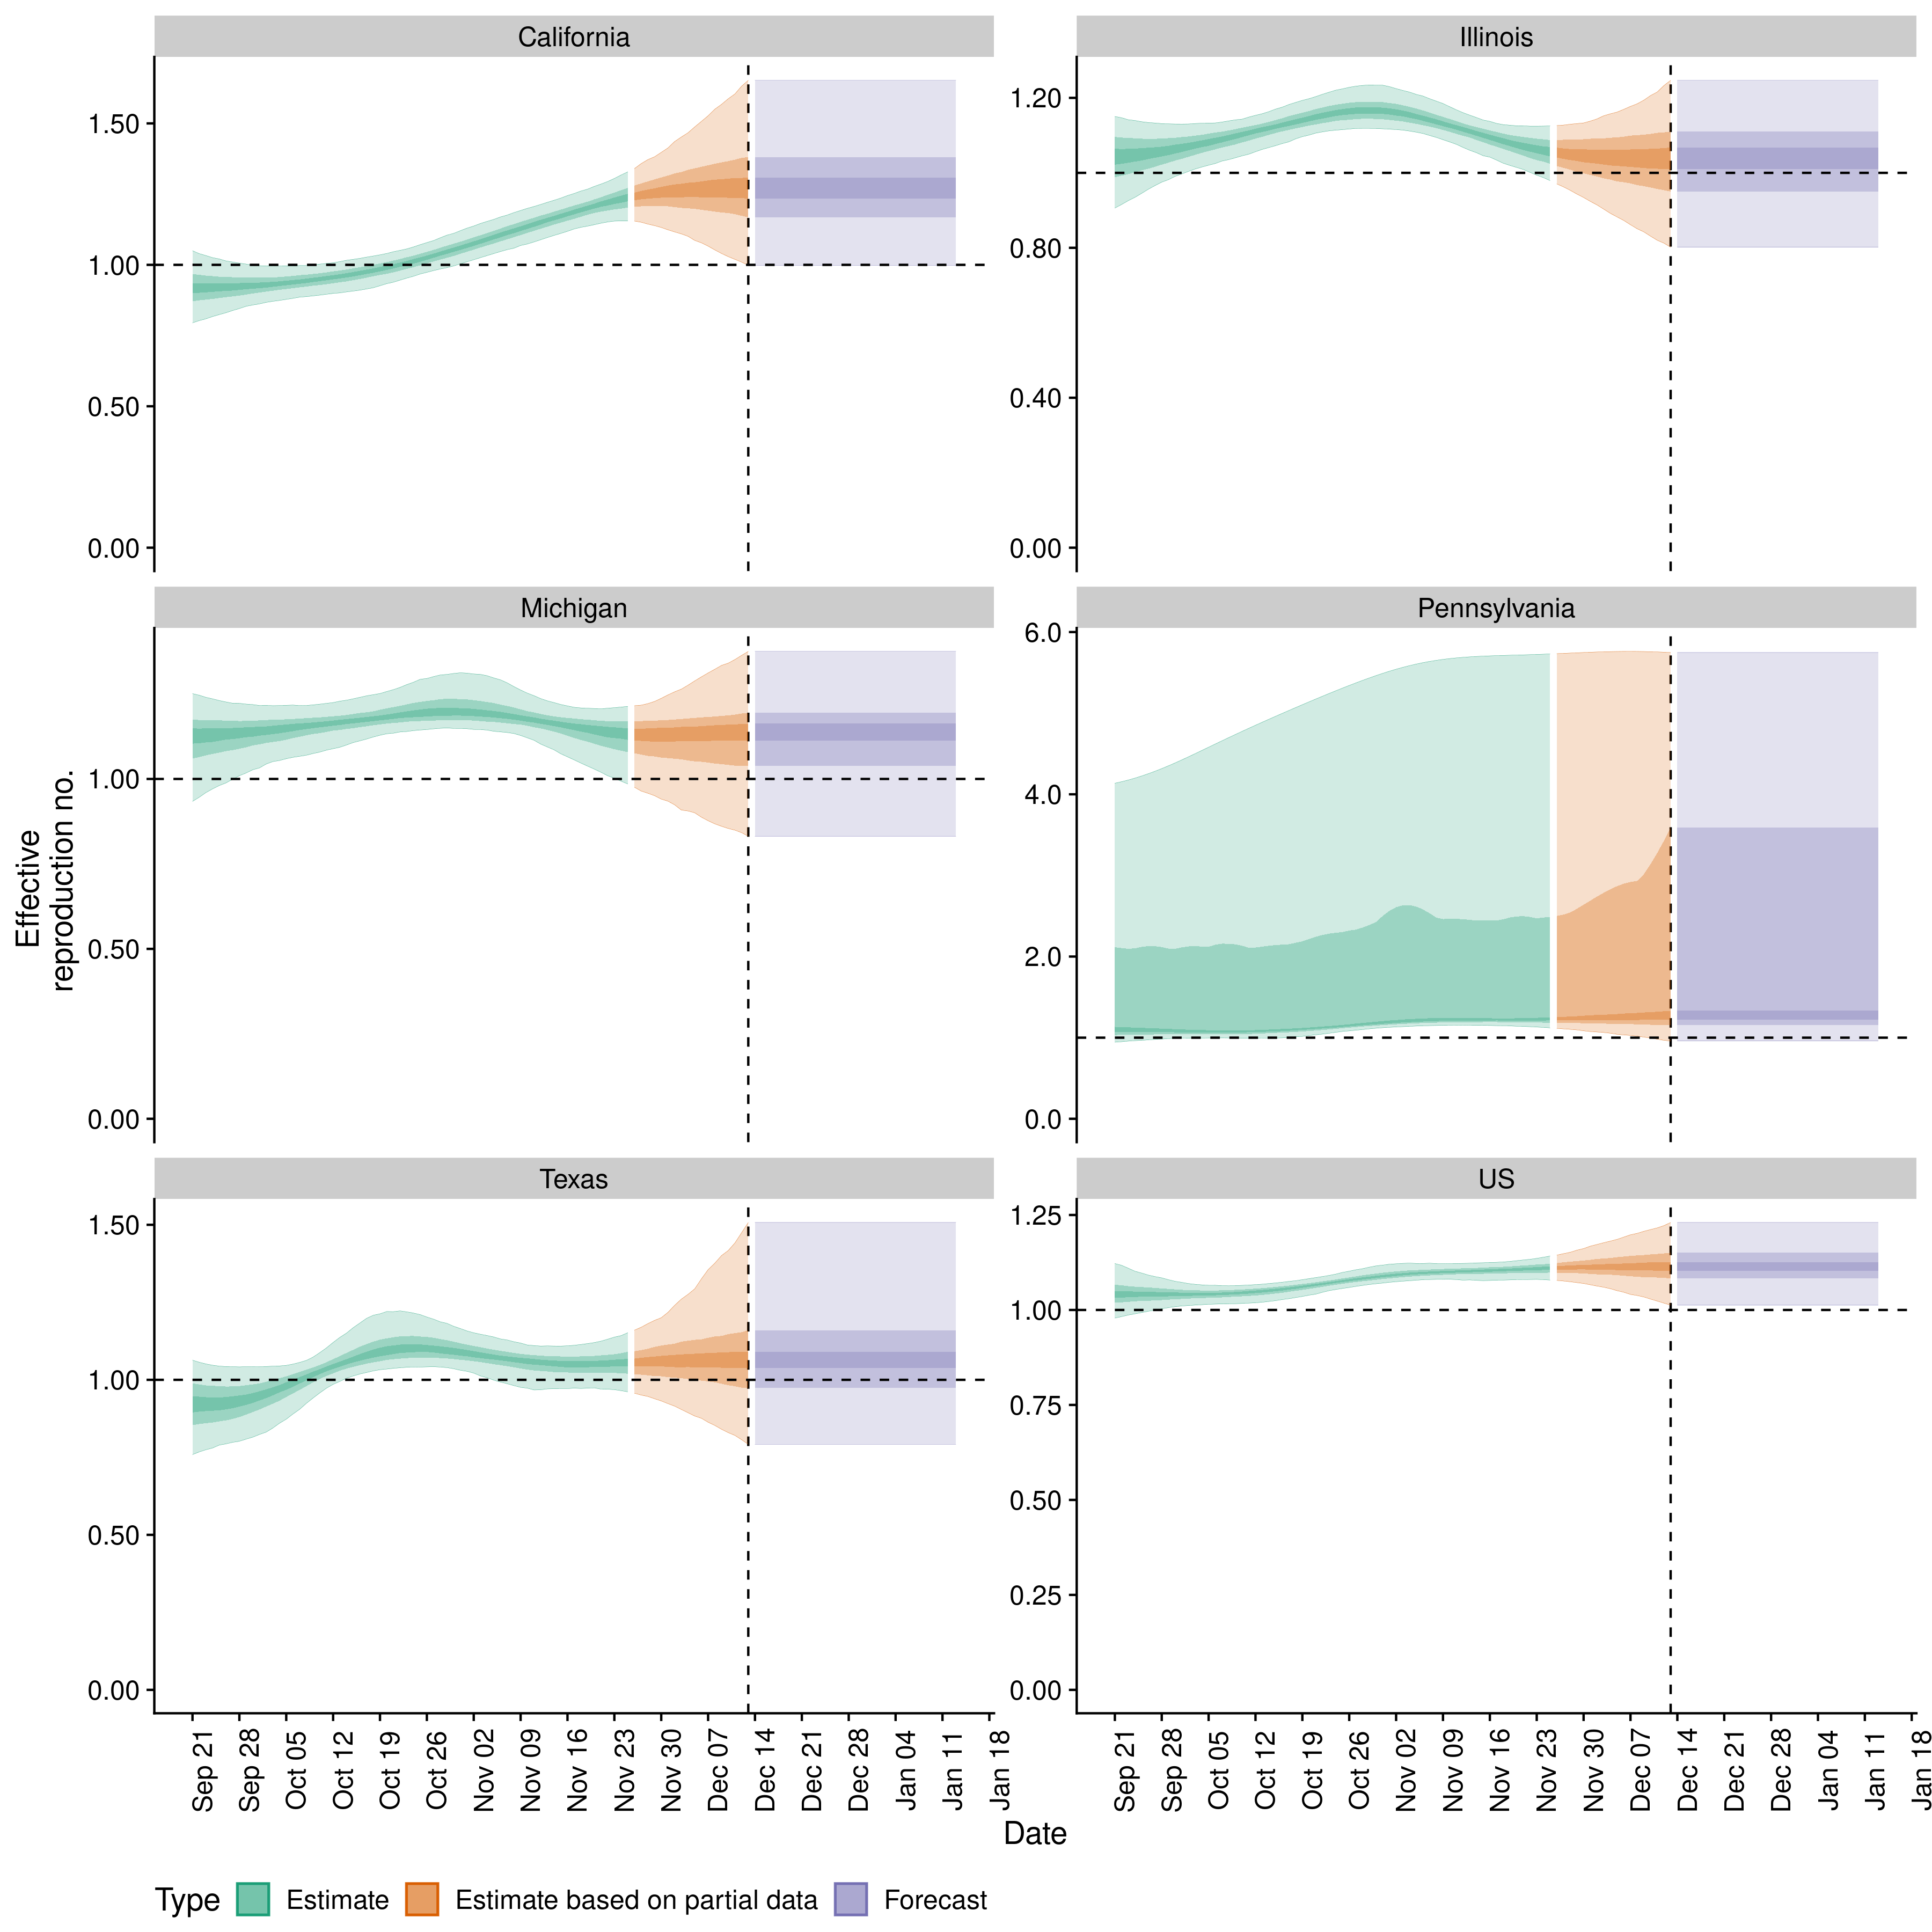 California
Illinois
1.50
1.00
0.50
0.00
1.20
0.80
0.40
0.00
Michigan
Pennsylvania
1.00
0.50
0.00
6.0
4.0
2.0
0.0
Effective
reproduction no.
Texas
US
1.50
1.00
0.50
0.00
1.25
1.00
0.75
0.50
0.25
0.00
Sep 21
Sep 28
Oct 05
Oct 12
Oct 19
Oct 26
Nov 02
Nov 09
Nov 16
Nov 23
Nov 30
Dec 07
Dec 14
Dec 21
Dec 28
Jan 04
Jan 11
Jan 18
Sep 21
Sep 28
Oct 05
Oct 12
Oct 19
Oct 26
Nov 02
Nov 09
Nov 16
Nov 23
Nov 30
Dec 07
Dec 14
Dec 21
Dec 28
Jan 04
Jan 11
Jan 18
Date
Type Estimate Estimate based on partial data Forecast